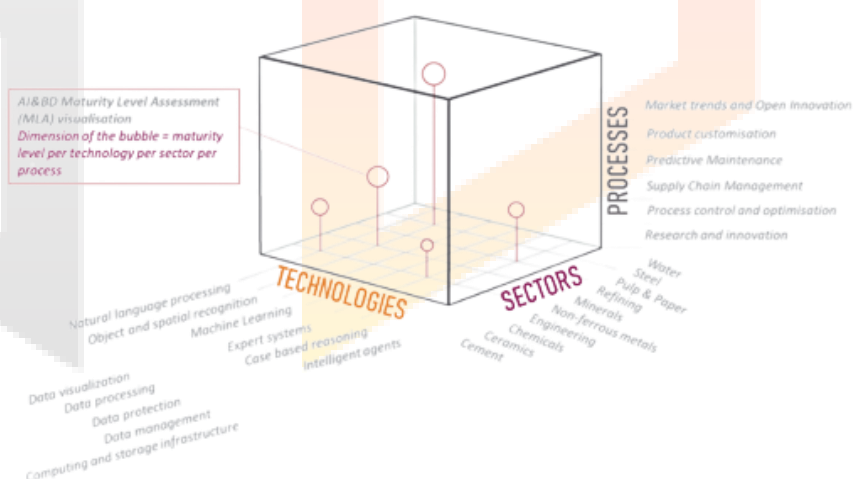 AI&BD Maturity Level Assessment
(MLA) visualisation
Dimension of the bubble = maturity
level per technology per sector per
process
PROCESSES
Market trends and Open Innovation
Product customisation
Predictive Maintenance
Supply Chain Management
Process control and optimisation
Research and innovation
TECHNOLOGIES
Natural language processing
Object and spatial recognition
Machine Learning
Expert systems
Case based reasoning
Intelligent agents
Data visualization
Data processing
Data protection
Data management
Computing and storage infrastructure
SECTORS
Water
Steel
Pulp & Paper
Refining
Minerals
Non-ferrous metals
Engineering
Chemicals
Ceramics
Cement